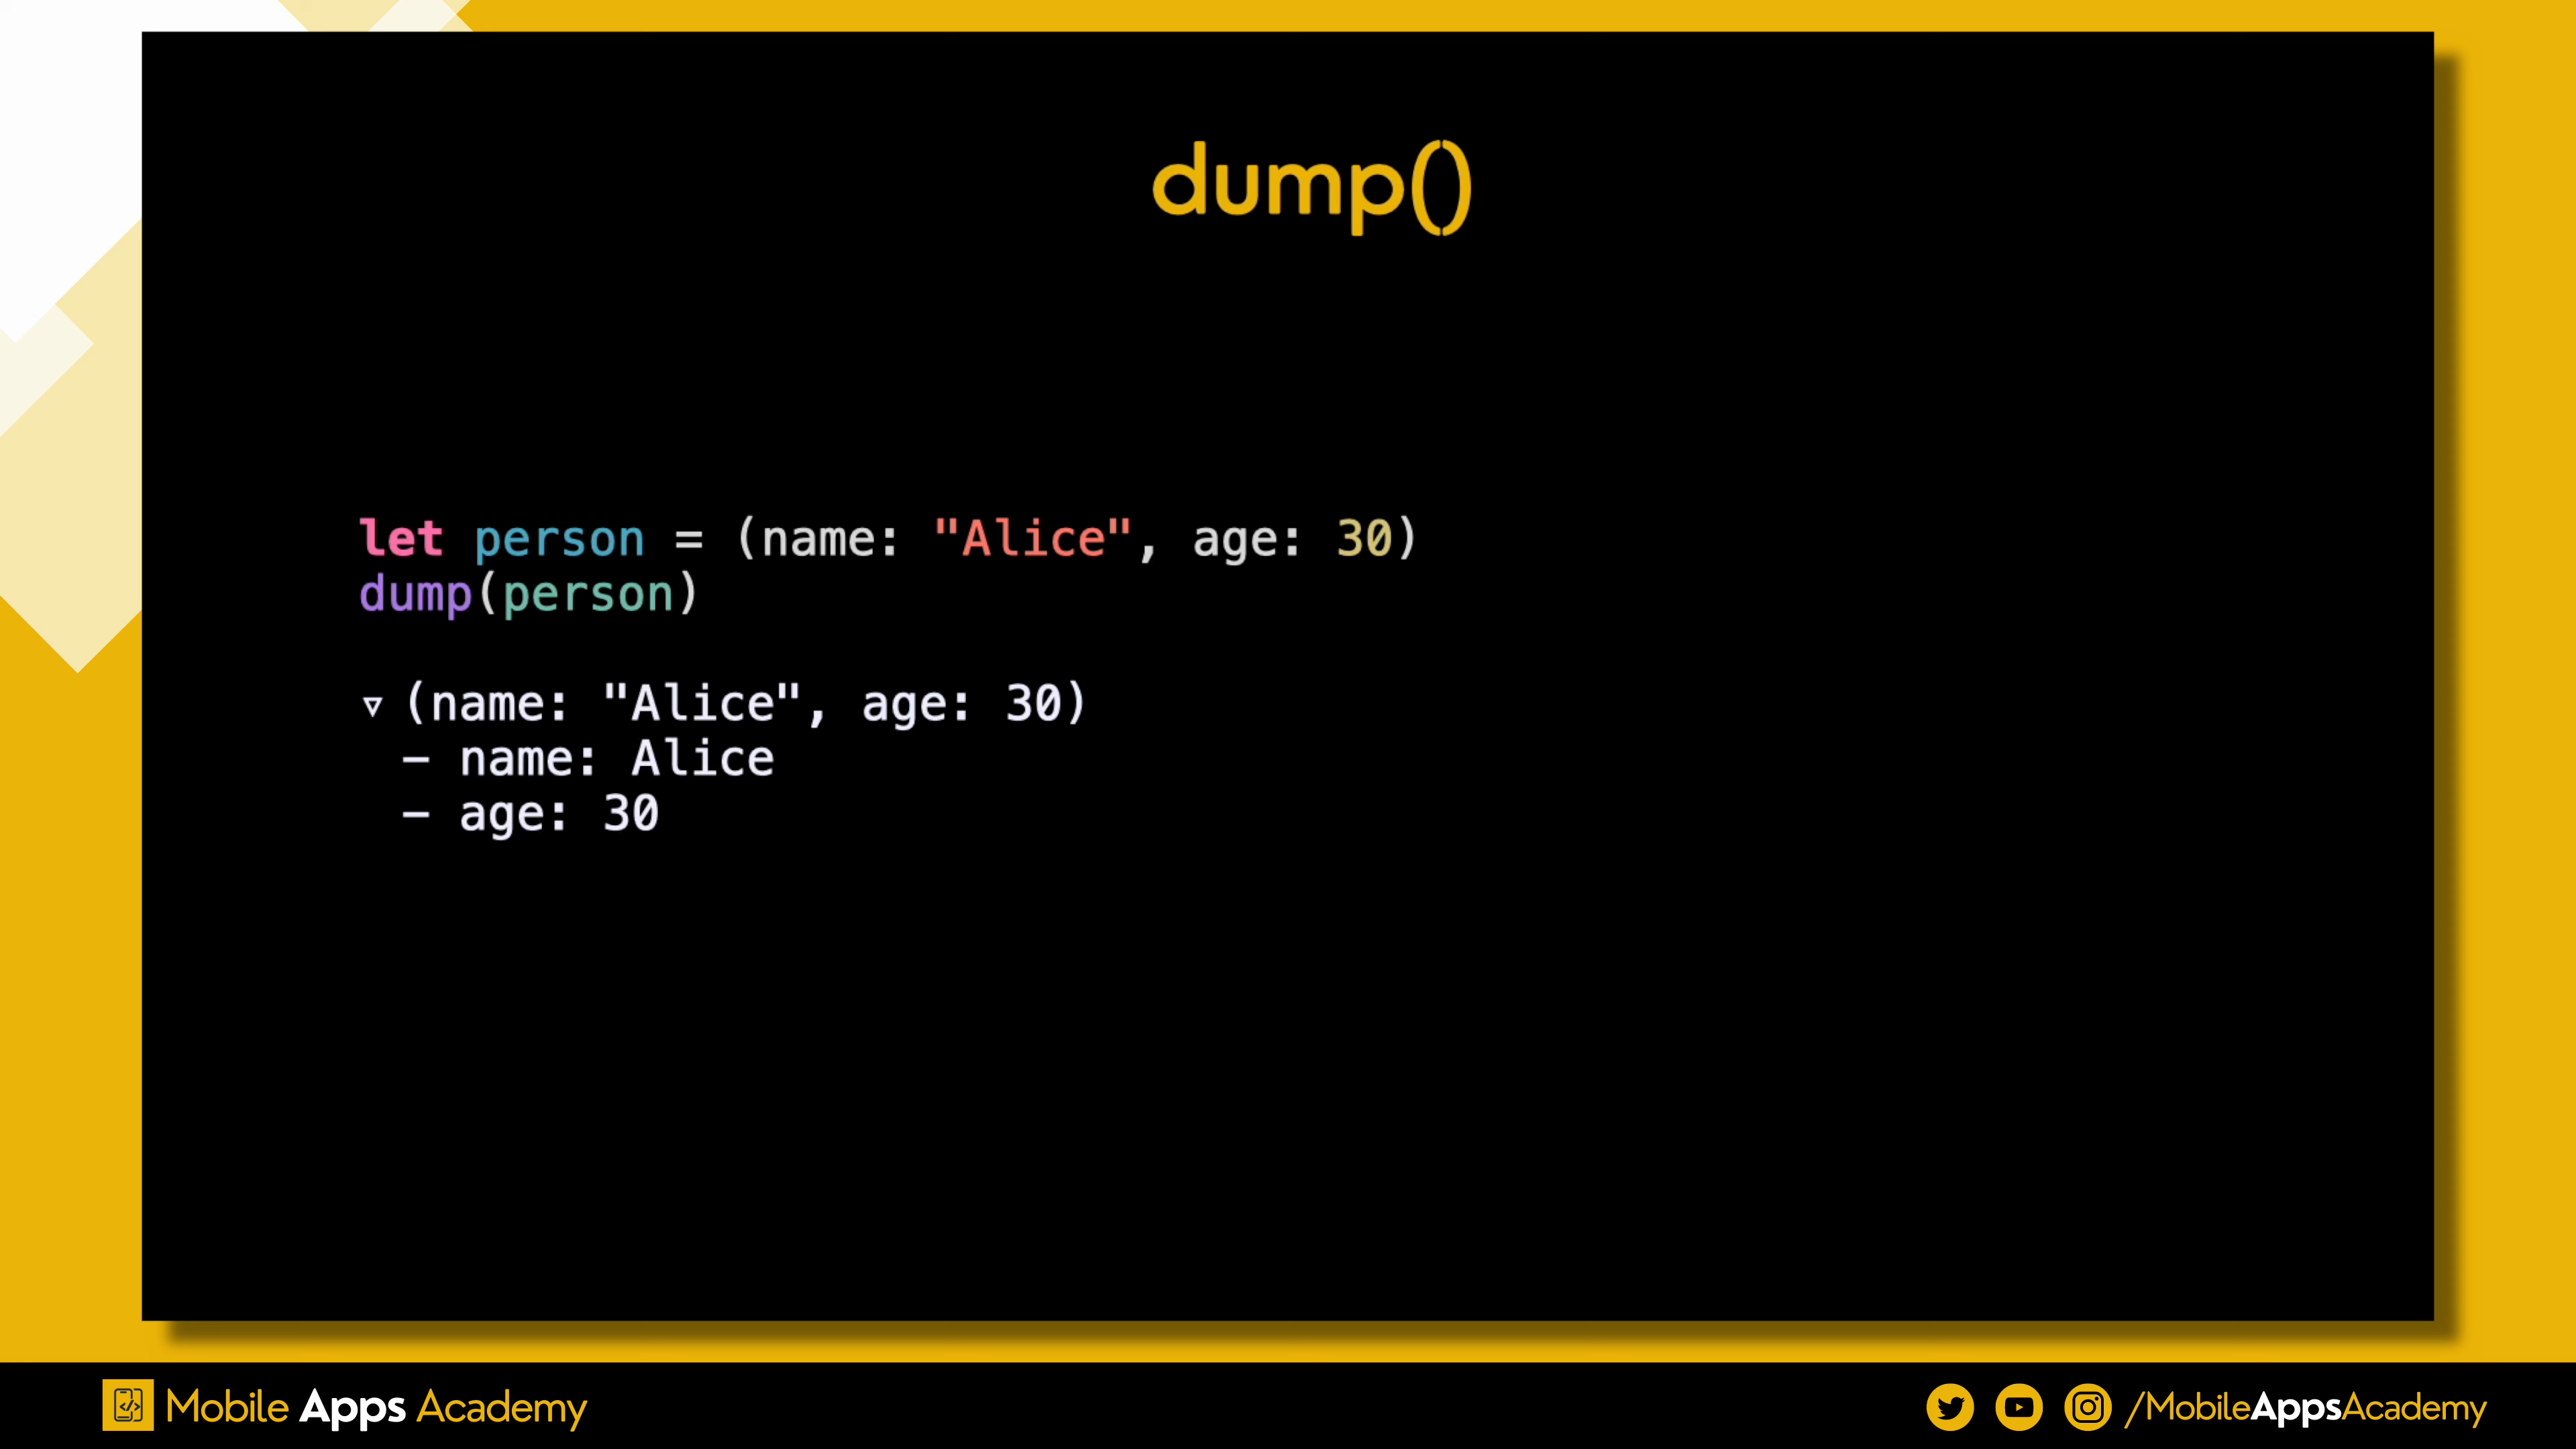 dump()
let person = (name: "Alice", age: 30)
dump(person)
▿ (name: "Alice", age: 30)
- name: Alice
- age: 30
Mobile Apps Academy
/MobileAppsAcademy